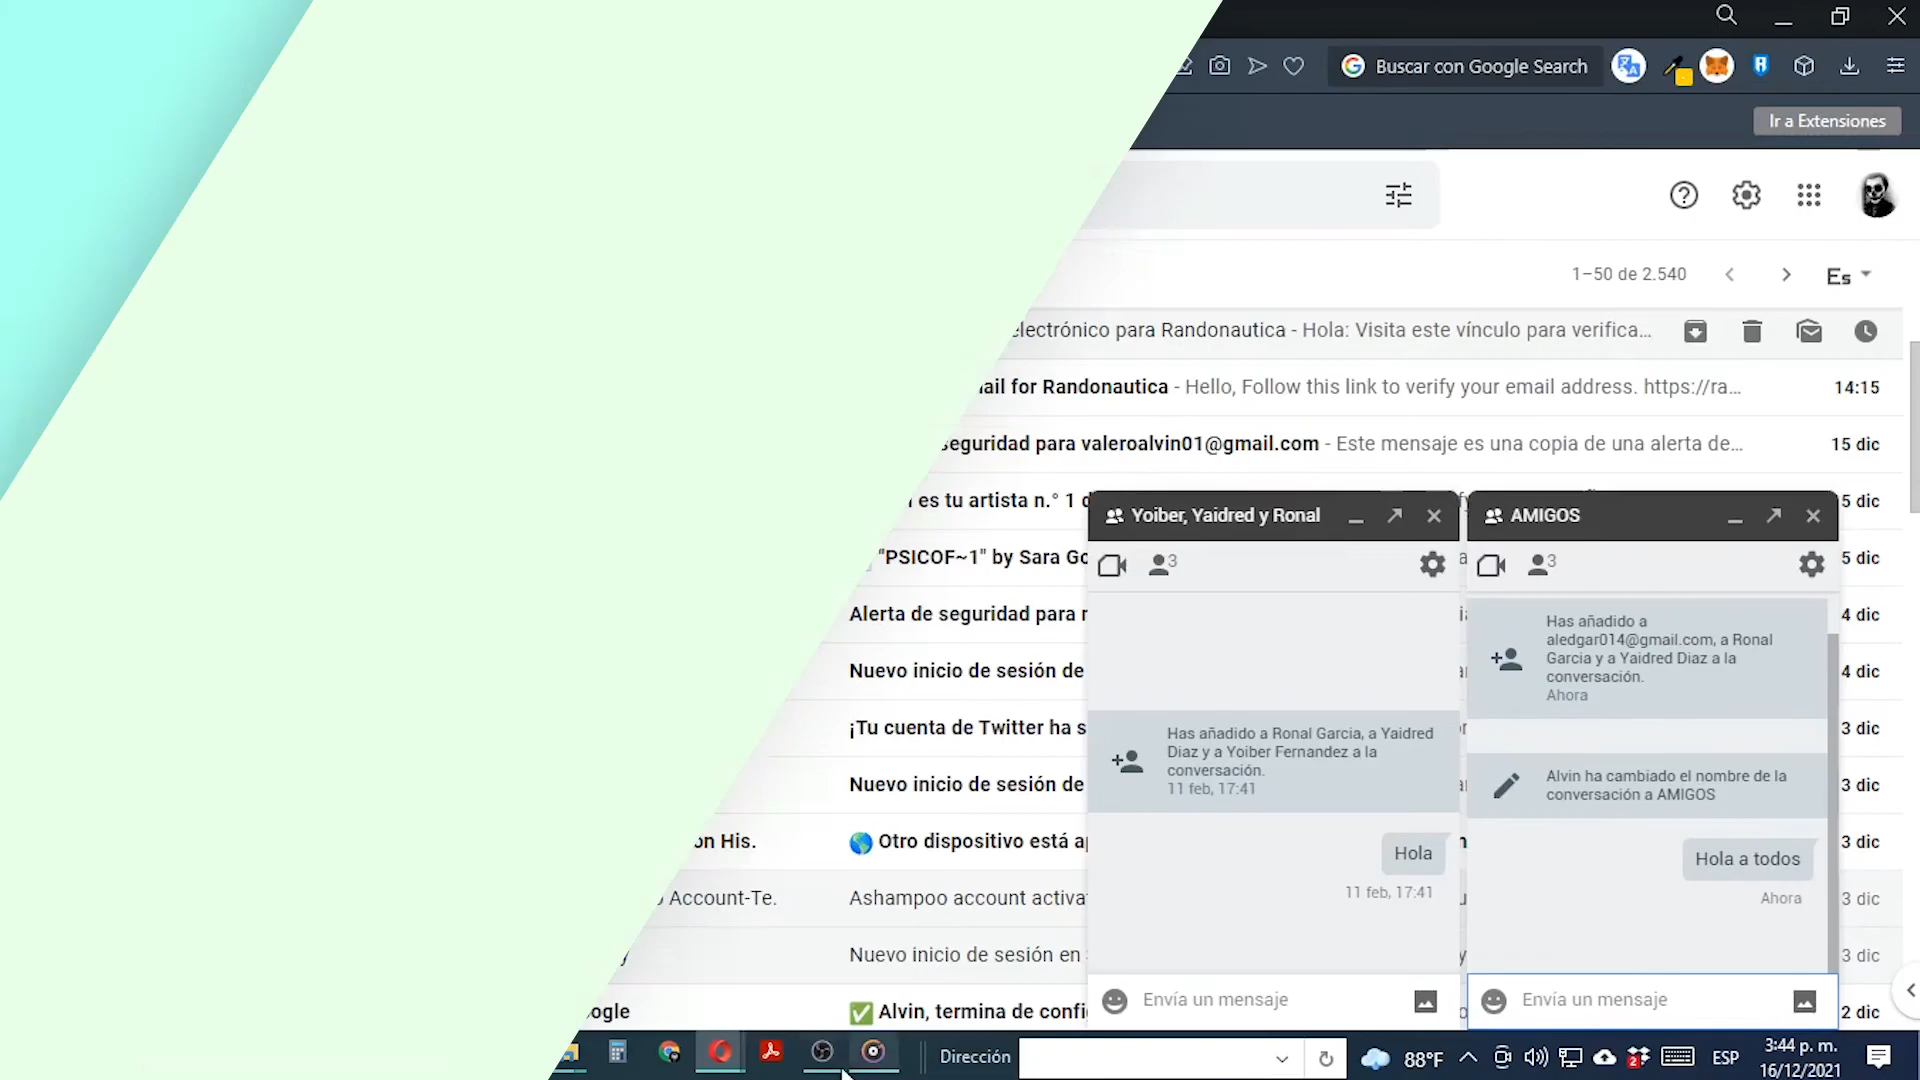 Buscar con Google Search
Ir a Extensiones
1–50 de 2.540
Es
electrónico para Randonautica - Hola: Visita este vínculo para verifica...
ail for Randonautica - Hello, Follow this link to verify your email address. https://ra... 14:15
seguridad para valeroalvin01@gmail.com - Este mensaje es una copia de una alerta de... 15 dic
es tu artista n.° 1 d
5 dic
"PSICOF~1" by Sara Go
5 dic
Alerta de seguridad para r
4 dic
Nuevo inicio de sesión de
4 dic
¡Tu cuenta de Twitter ha s
3 dic
Nuevo inicio de sesión de
3 dic
on His. 🌎 Otro dispositivo está a
3 dic
Account-Te. Ashampoo account activa
3 dic
Nuevo inicio de sesión en
3 dic
ogle ✅ Alvin, termina de confi
2 dic
Yoiber, Yaidred y Ronal
3
Has añadido a Ronal Garcia, a Yaidred
Diaz y a Yoiber Fernandez a la
conversación.
11 feb, 17:41
Hola
11 feb, 17:41
Envía un mensaje
AMIGOS
3
Has añadido a
aledgar014@gmail.com, a Ronal
Garcia y a Yaidred Diaz a la
conversación.
Ahora
Alvin ha cambiado el nombre de la
conversación a AMIGOS
Hola a todos
Ahora
Envía un mensaje
Dirección
88°F
2
ESP
3:44 p. m.
16/12/2021